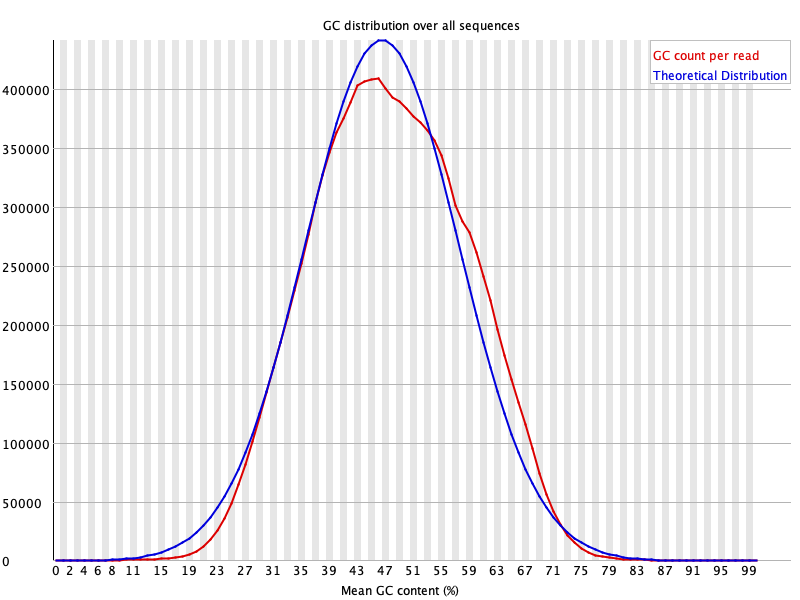 GC distribution over all sequences
GC count per read
Theoretical Distribution
400000
350000
300000
250000
200000
150000
100000
50000
0
0 2 4 6 8 11 15 19 23 27 31 35 39 43 47 51 55 59 63 67 71 75 79 83 87 91 95 99
Mean GC content (%)